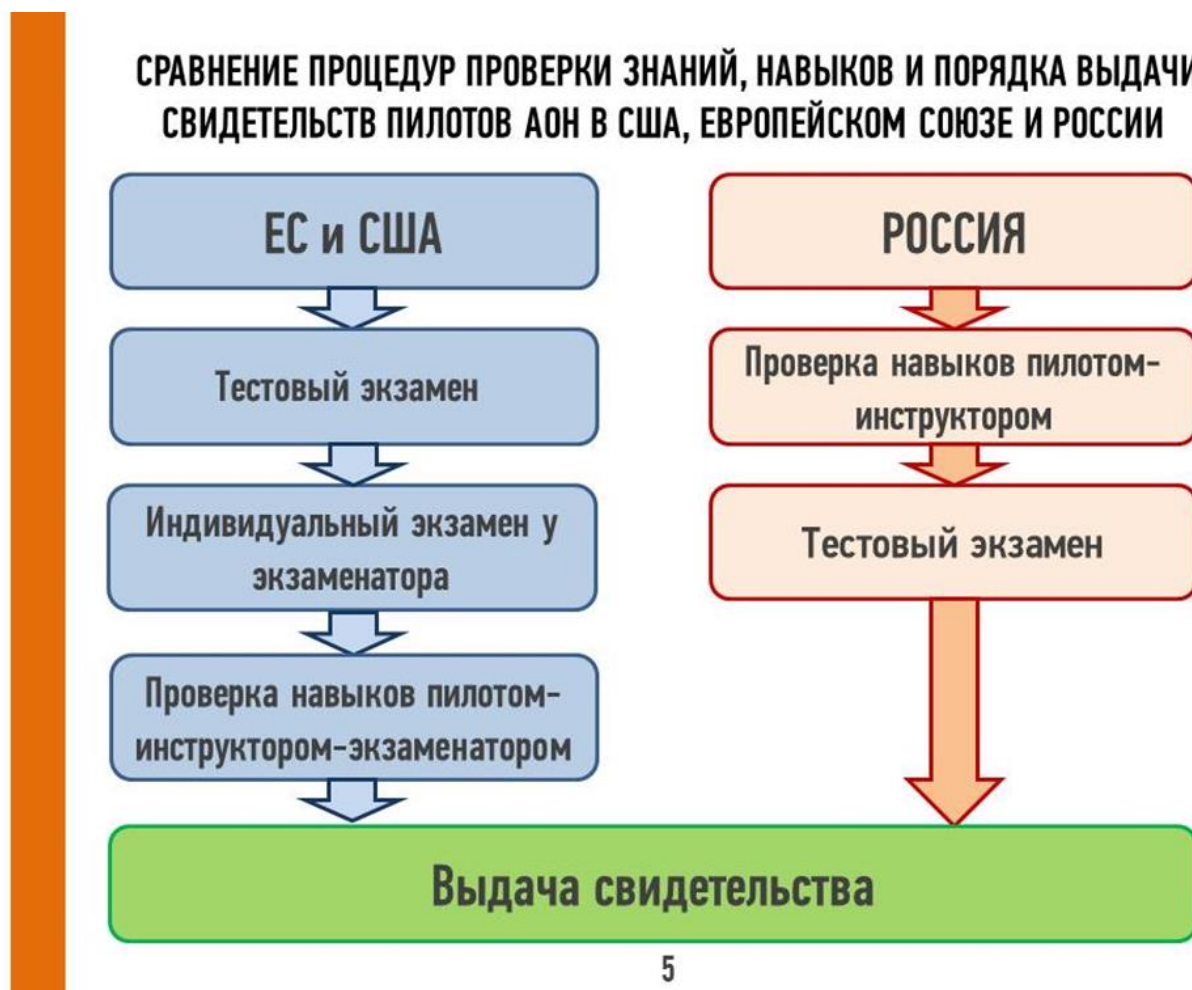 СРАВНЕНИЕ ПРОЦЕДУР ПРОВЕРКИ ЗНАНИЙ, НАВЫКОВ И ПОРЯДКА ВЫДАЧИ
СВИДЕТЕЛЬСТВ ПИЛОТОВ АОН В США, ЕВРОПЕЙСКОМ СОЮЗЕ И РОССИИ
ЕС и США
Тестовый экзамен
Индивидуальный экзамен у
экзаменатора
Проверка навыков пилотом-
инструктором-экзаменатором
РОССИЯ
Проверка навыков пилотом-
инструктором
Тестовый экзамен
Выдача свидетельства
5